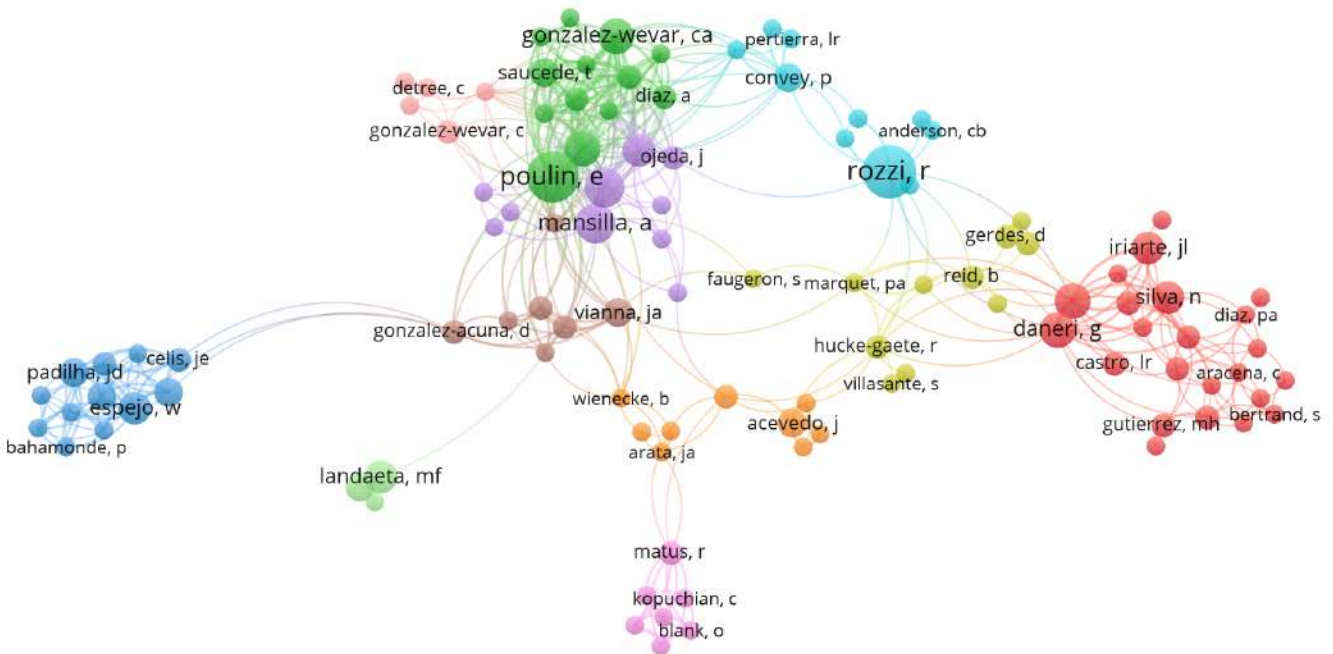 gonzalez-wevar, ca
pertierra, lr
saucede, t
convey, p
detree, c
diaz, a
gonzalez-wevar, c
anderson, cb
ojeda, j
poulin, e
rozzi, r
mansilla, a
gerdes, d
iriarte, jl
faugeron, s
marquet, pa
reid, b
silva, n
vianna, ja
diaz, pa
gonzalez-acuna, d
daneri, g
hucke-gaete, r
celis, je
castro, lr
padilha, jd
aracena, c
villasante, s
wienecke, b
espejo, w
bertrand, s
acevedo, j
gutierrez, mh
bahamonde, p
arata, ja
landaeta, mf
matus, r
kopuchian, c
blank, o